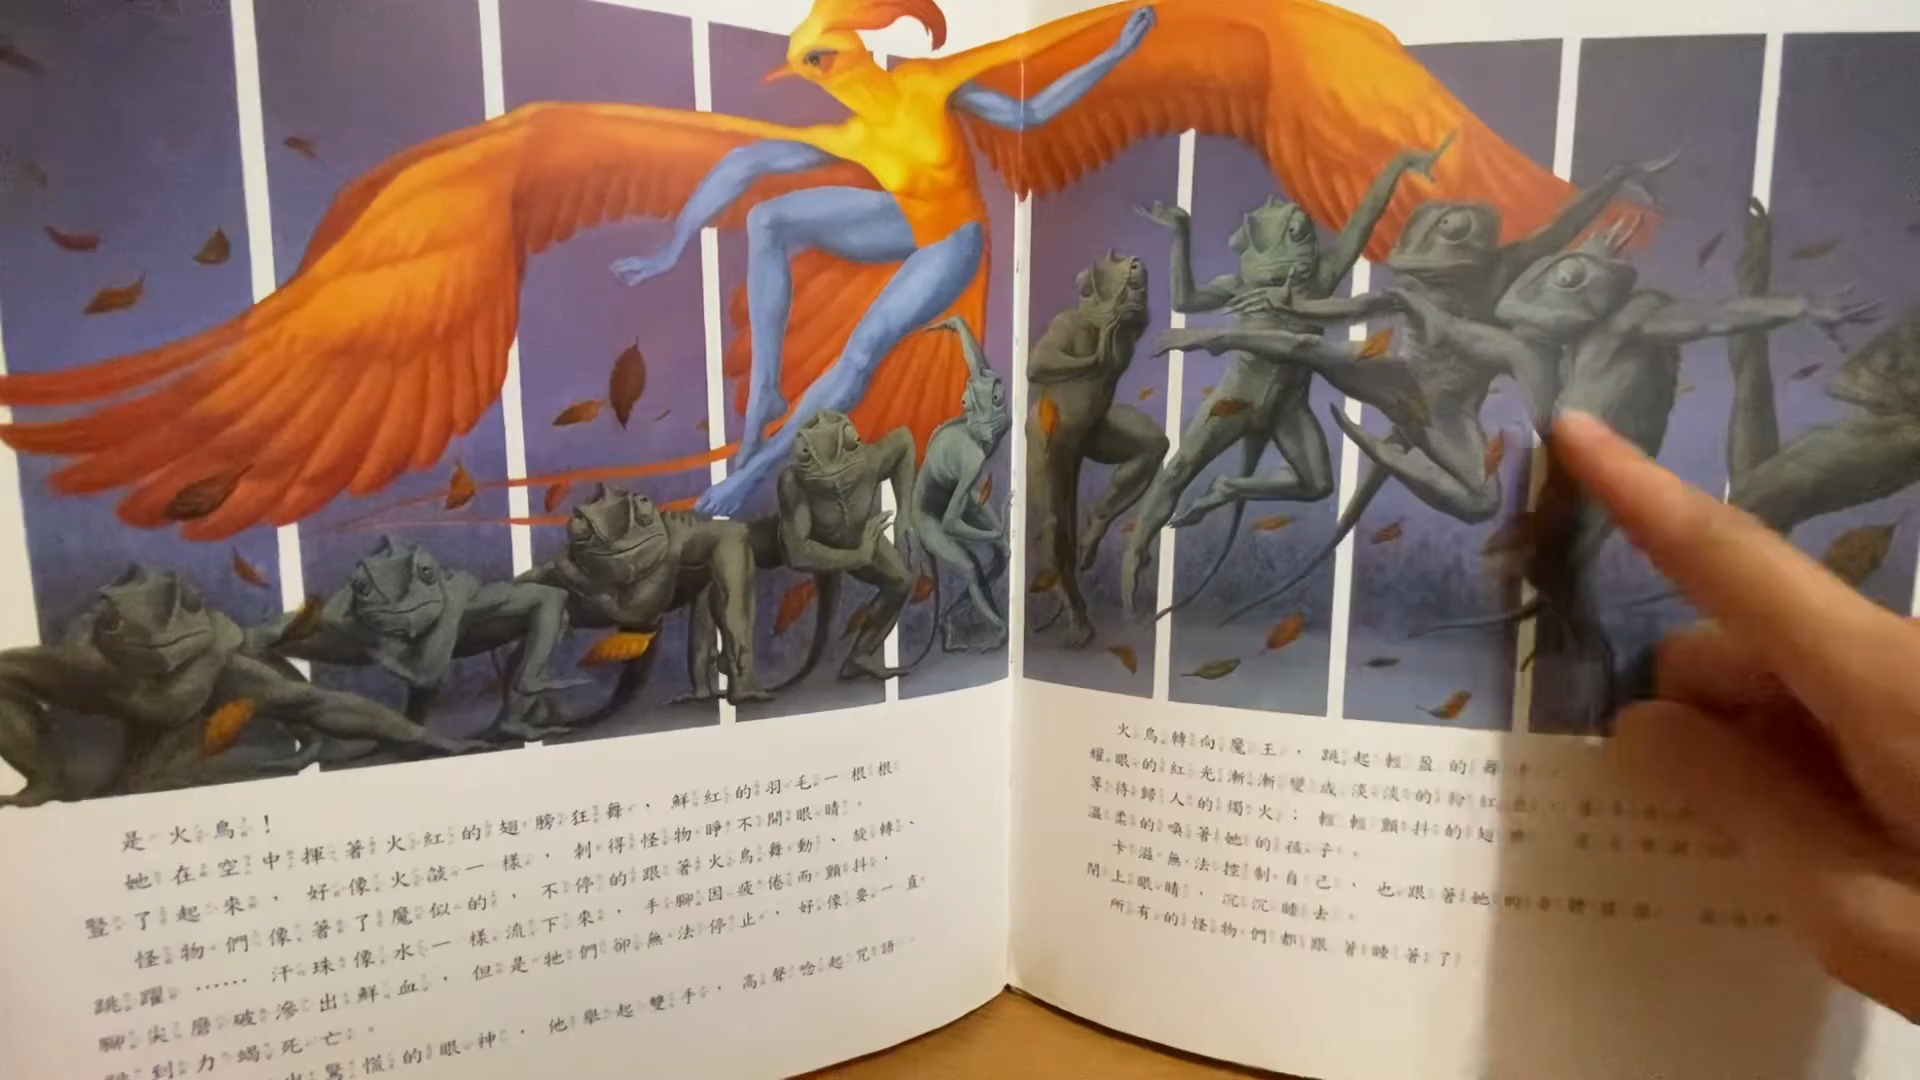 是火鳥！
她在空中揮著火紅的翅膀狂舞，鮮紅的羽毛一根根
豎了起來，好像火燄一樣，刺得怪物睜不開眼睛。
怪物們像著了魔似的，不停的跟著火鳥舞動、旋轉、
跳躍……汗珠像水一樣流下來，手腳因疲倦而顫抖，
腳尖磨破滲出鮮血，但是牠們卻無法停止，好像要一直
到力竭死亡。
驚慌的眼神，他舉起雙手，高聲唸起咒語
火鳥轉向魔王，跳起輕盈的舞
耀眼的紅光漸漸變成淡淡的粉紅
等待歸人的燭火；輕輕顫抖的翅
溫柔的喚著她的孩子。
卡滋無法控制自己，也跟著她的
閉上眼睛，沉沉睡去。
所有的怪物們都跟著睡著了